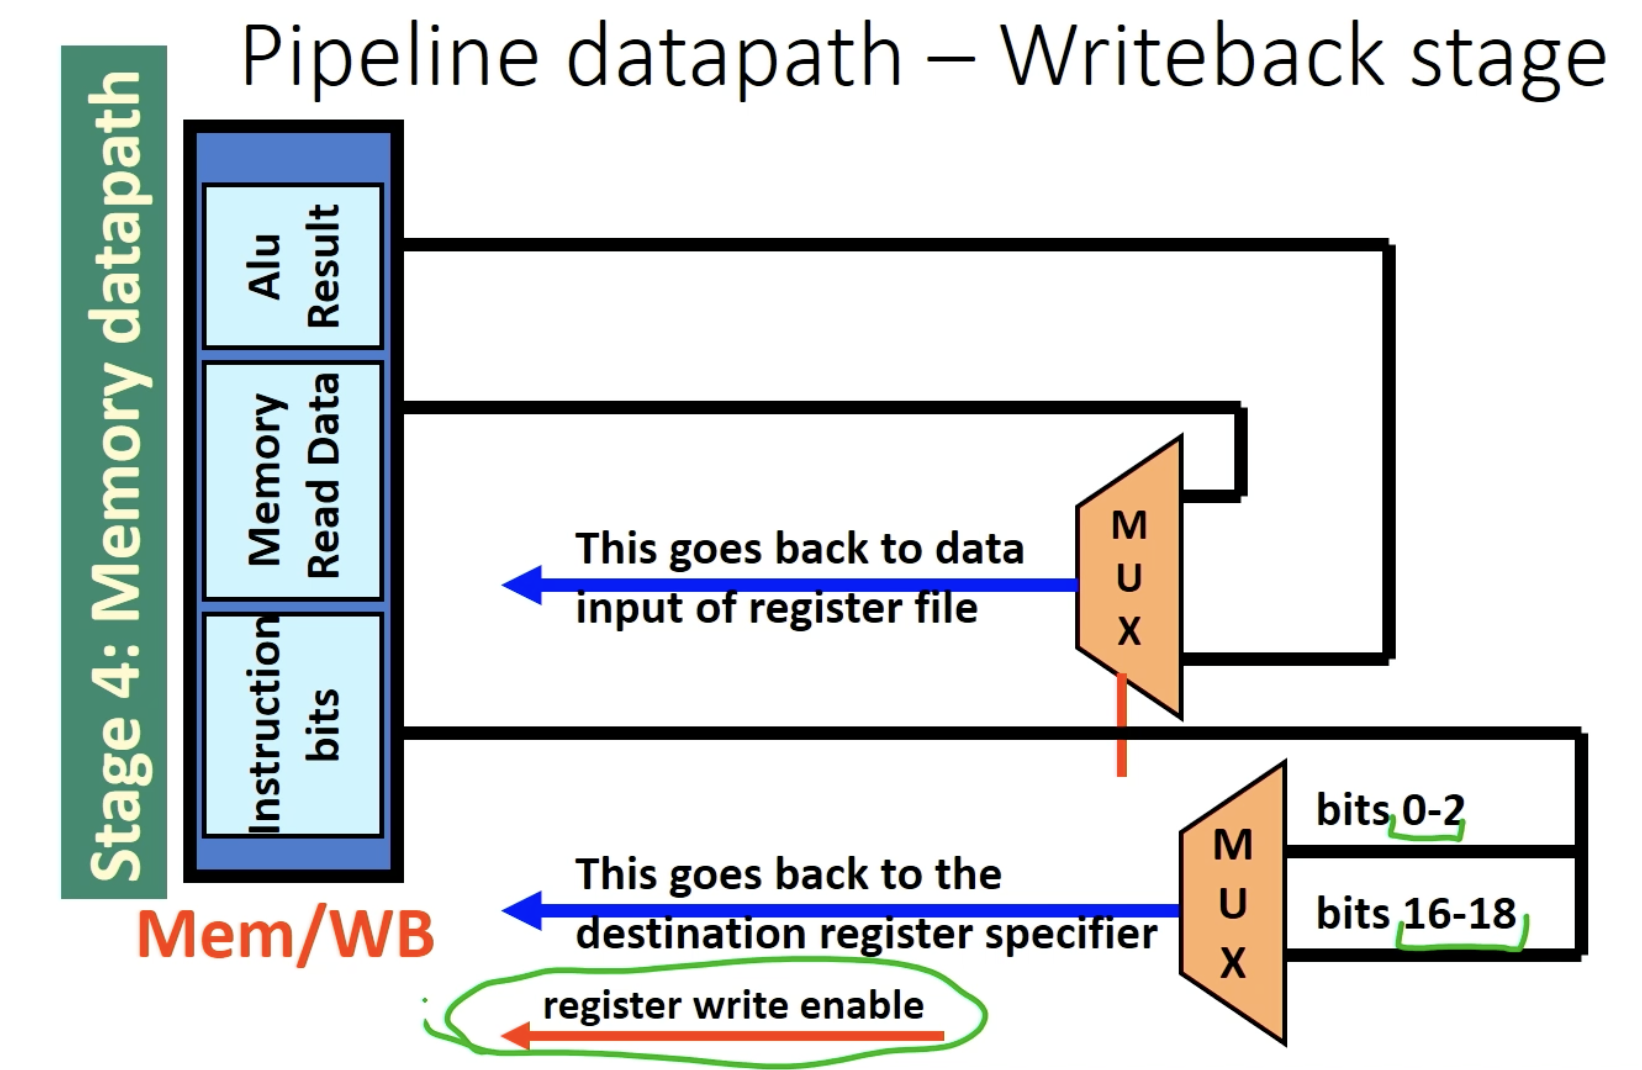 Pipeline datapath – Writeback stage
Stage 4: Memory datapath
Alu
Result
Memory
Read Data
Instruction
bits
Mem/WB
M
U
X
This goes back to data
input of register file
M
U
X
bits 0-2
bits 16-18
This goes back to the
destination register specifier
register write enable